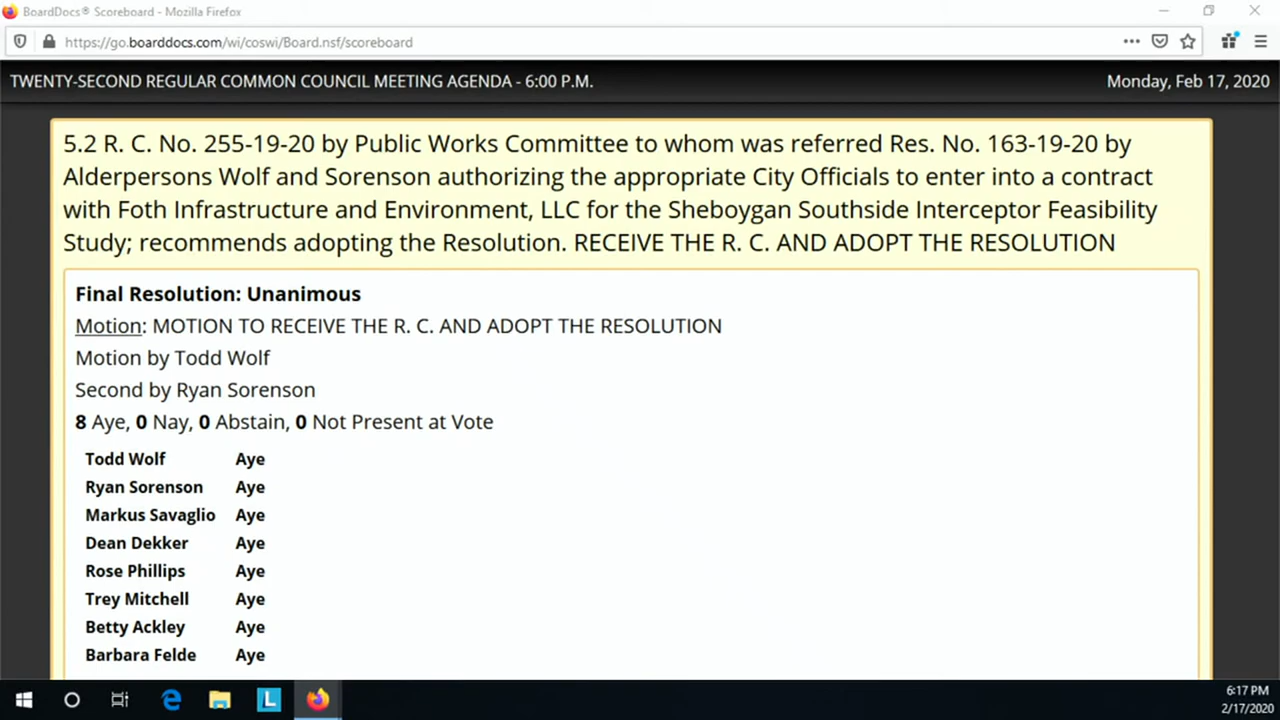 BoardDocs® Scoreboard - Mozilla Firefox
https://go.boarddocs.com/wi/coswi/Board.nsf/scoreboard
TWENTY-SECOND REGULAR COMMON COUNCIL MEETING AGENDA - 6:00 P.M. Monday, Feb 17, 2020
5.2 R. C. No. 255-19-20 by Public Works Committee to whom was referred Res. No. 163-19-20 by
Alderpersons Wolf and Sorenson authorizing the appropriate City Officials to enter into a contract
with Foth Infrastructure and Environment, LLC for the Sheboygan Southside Interceptor Feasibility
Study; recommends adopting the Resolution. RECEIVE THE R. C. AND ADOPT THE RESOLUTION
Final Resolution: Unanimous
Motion: MOTION TO RECEIVE THE R. C. AND ADOPT THE RESOLUTION
Motion by Todd Wolf
Second by Ryan Sorenson
8 Aye, 0 Nay, 0 Abstain, 0 Not Present at Vote
Todd Wolf Aye
Ryan Sorenson Aye
Markus Savaglio Aye
Dean Dekker Aye
Rose Phillips Aye
Trey Mitchell Aye
Betty Ackley Aye
Barbara Felde Aye
L
6:17 PM
2/17/2020